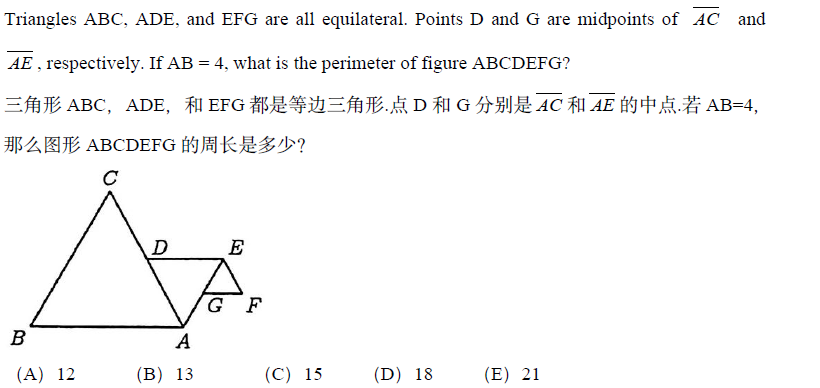 Triangles ABC, ADE, and EFG are all equilateral. Points D and G are midpoints of AC and
AE , respectively. If AB = 4, what is the perimeter of figure ABCDEFG?
三角形 ABC，ADE，和 EFG 都是等边三角形.点 D 和 G 分别是 AC 和 AE 的中点.若 AB=4,
那么图形 ABCDEFG 的周长是多少?
C
D E
G F
B
A
（A）12 （B）13 （C）15 （D）18 （E）21